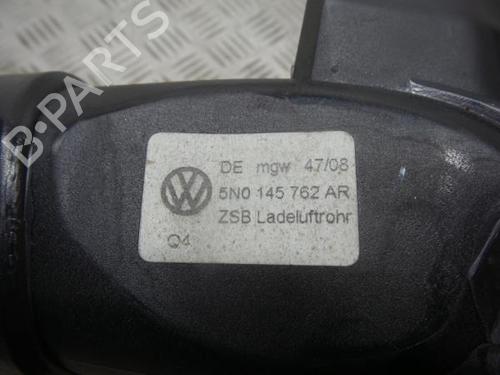 B-PARTS
DE mgw 47/08
5N0 145 762 AR
ZSB Ladeluftrohr
Q4